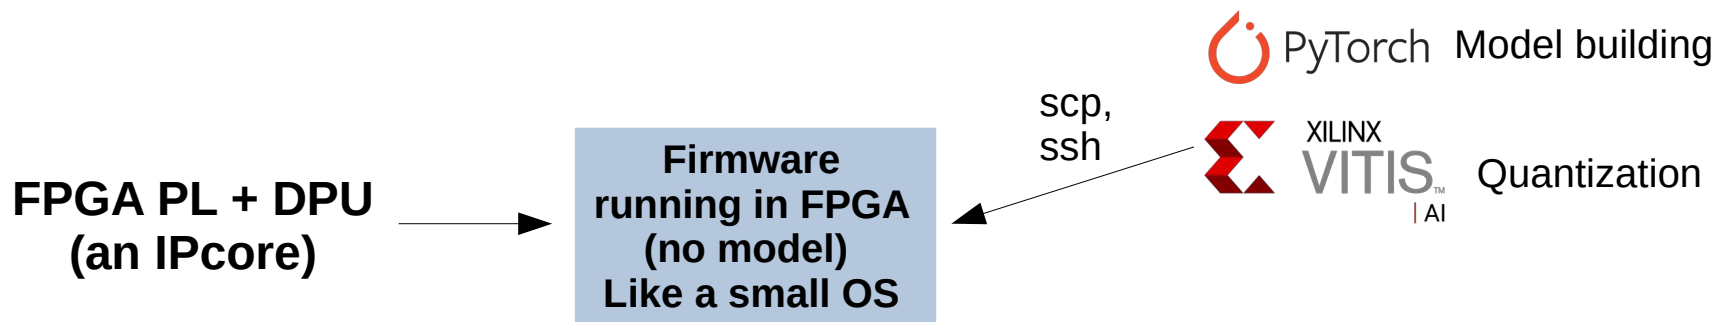 FPGA PL + DPU
(an IPcore)
Firmware
running in FPGA
(no model)
Like a small OS
scp,
ssh
PyTorch Model building
XILINX
VITIS™ Quantization
| AI